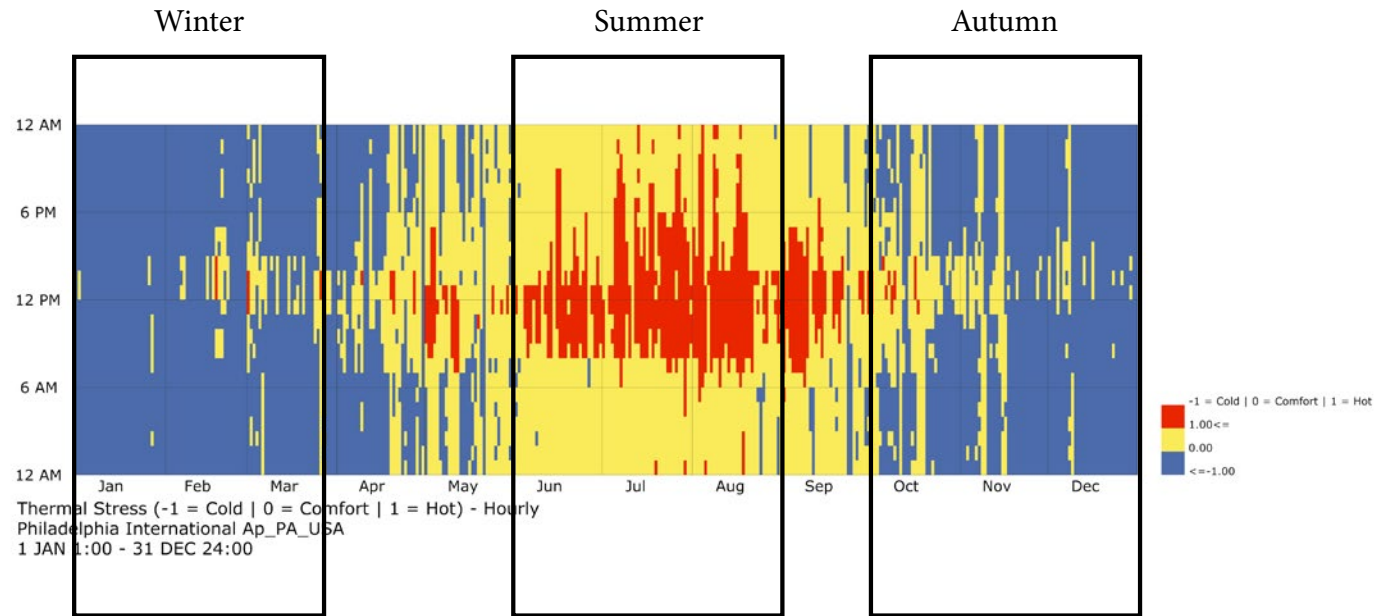 Winter Summer Autumn
12 AM
6 PM
12 PM
6 AM
12 AM
Jan Feb Mar Apr May Jun Jul Aug Sep Oct Nov Dec
-1 = Cold | 0 = Comfort | 1 = Hot
1.00<=
0.00
<=-1.00
Thermal Stress (-1 = Cold | 0 = Comfort | 1 = Hot) - Hourly
Philadelphia International Ap_PA_USA
1 JAN 1:00 - 31 DEC 24:00